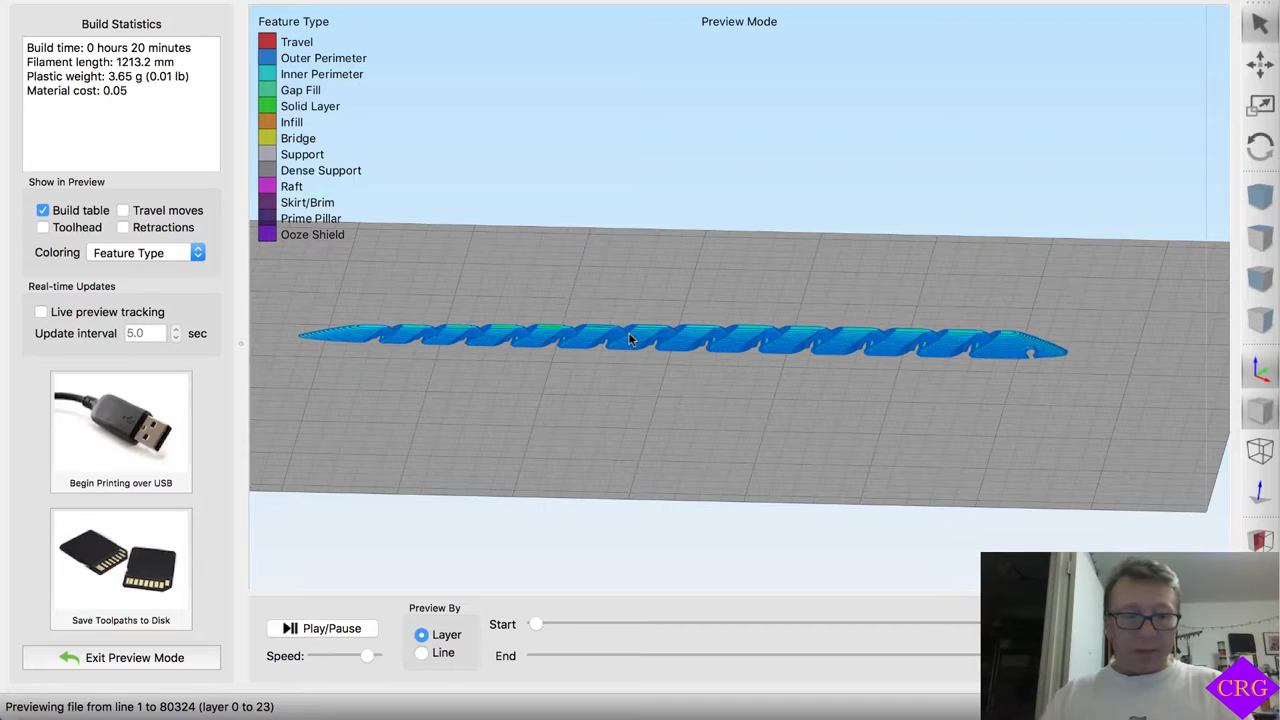 Build Statistics
Build time: 0 hours 20 minutes
Filament length: 1213.2 mm
Plastic weight: 3.65 g (0.01 lb)
Material cost: 0.05
Show in Preview
Build table
Travel moves
Toolhead
Retractions
Coloring
Feature Type
Real-time Updates
Live preview tracking
Update interval 5.0 sec
Begin Printing over USB
Save Toolpaths to Disk
Exit Preview Mode
Feature Type
Travel
Outer Perimeter
Inner Perimeter
Gap Fill
Solid Layer
Infill
Bridge
Support
Dense Support
Raft
Skirt/Brim
Prime Pillar
Ooze Shield
Preview Mode
Play/Pause
Speed:
Preview By
Layer
Line
Start
End
CRG
Previewing file from line 1 to 80324 (layer 0 to 23)